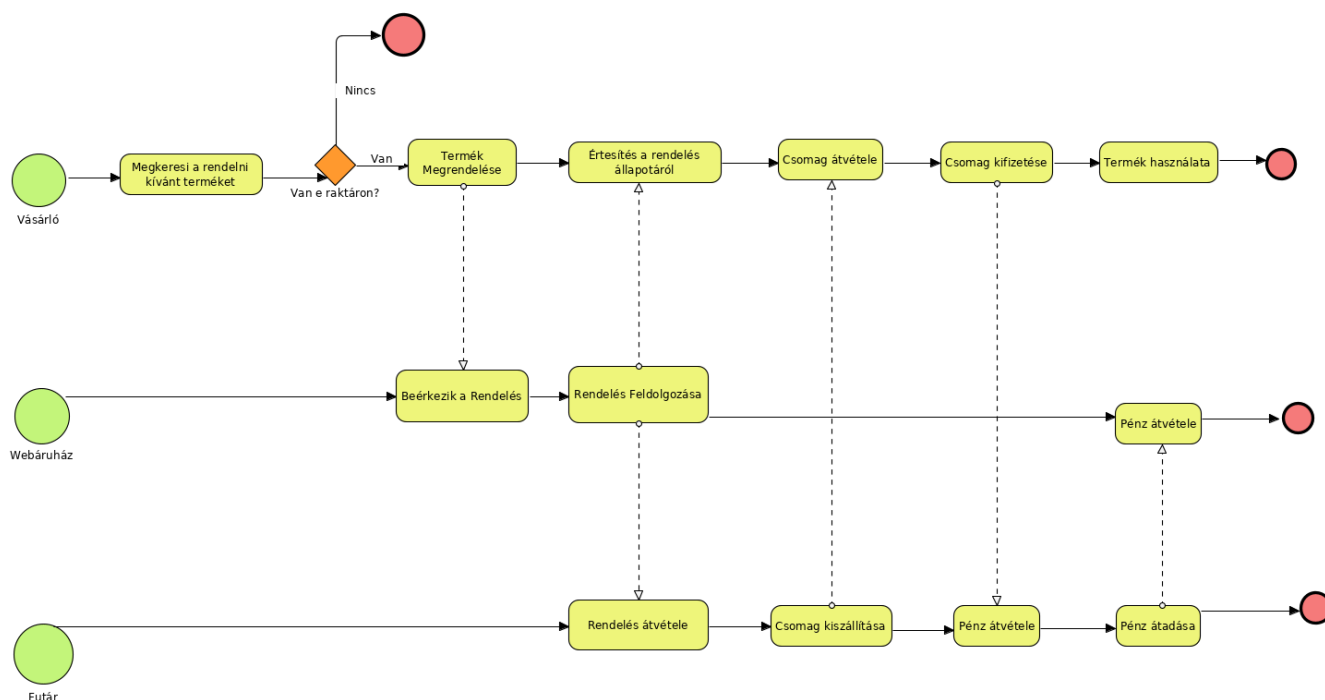 Nincs
Van
Van e raktáron?
Megkeresi a rendelni
kívánt terméket
Termék
Megrendelése
Értesítés a rendelés
állapotáról
Csomag átvétele
Csomag kifizetése
Termék használata
Vásárló
Beérkezik a Rendelés
Rendelés Feldolgozása
Pénz átvétele
Webáruház
Rendelés átvétele
Csomag kiszállítása
Pénz átvétele
Pénz átadása
Futár